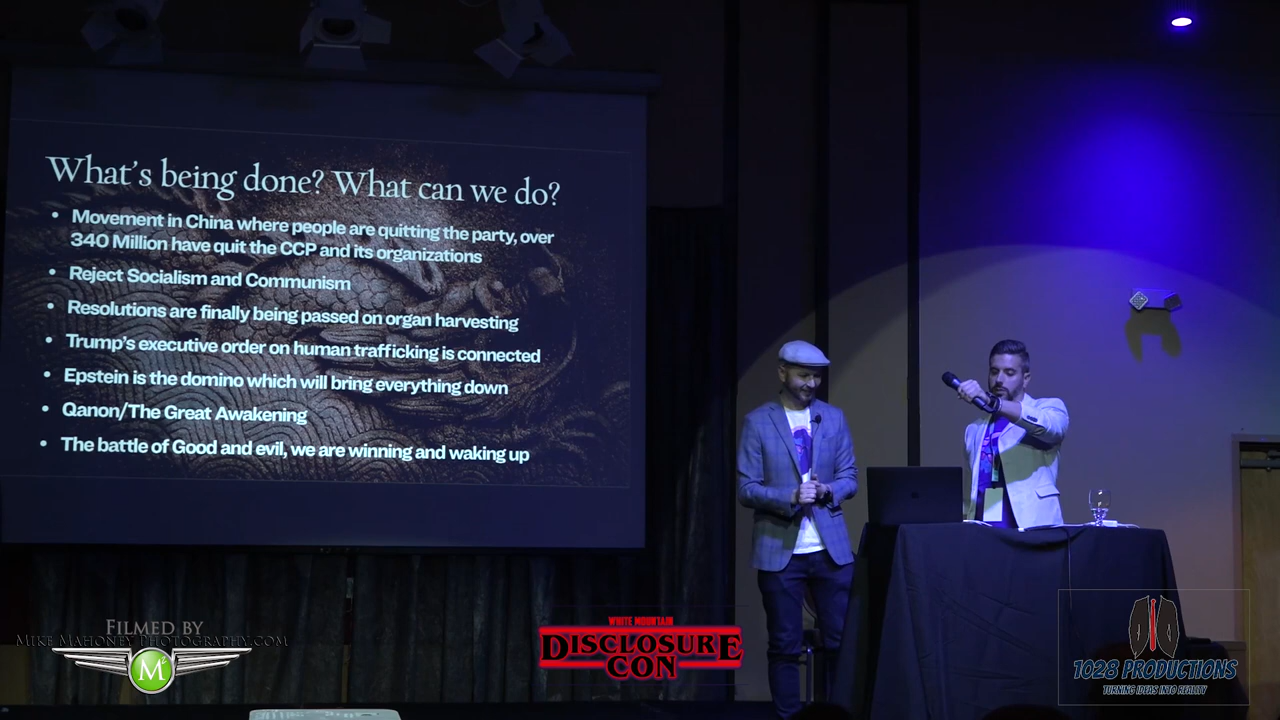 What's being done? What can we do?
• Movement in China where people are quitting the party, over
340 Million have quit the CCP and its organizations
• Reject Socialism and Communism
• Resolutions are finally being passed on organ harvesting
• Trump's executive order on human trafficking is connected
• Epstein is the domino which will bring everything down
• Qanon/The Great Awakening
• The battle of Good and evil, we are winning and waking up
FILMED BY
MIKE MAHONEY PHOTOGRAPHY.COM
M
WHITE MOUNTAIN
DISCLOSURE
CON
1028 PRODUCTIONS
TURNING IDEAS INTO REALITY